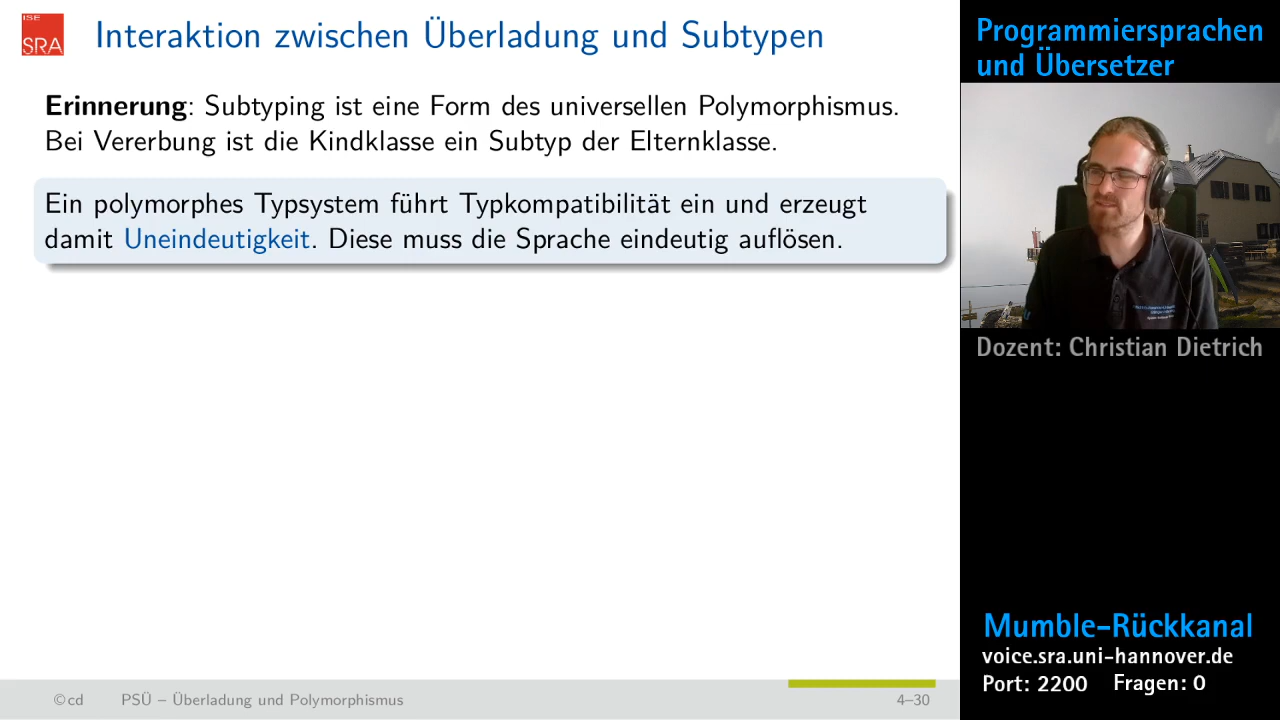 ISE
SRA
Interaktion zwischen Überladung und Subtypen
Erinnerung: Subtyping ist eine Form des universellen Polymorphismus.
Bei Vererbung ist die Kindklasse ein Subtyp der Elternklasse.
Ein polymorphes Typsystem führt Typkompatibilität ein und erzeugt
damit Uneindeutigkeit. Diese muss die Sprache eindeutig auflösen.
©cd
PSÜ – Überladung und Polymorphismus
4–30
Programmiersprachen
und Übersetzer
Dozent: Christian Dietrich
Mumble-Rückkanal
voice.sra.uni-hannover.de
Port: 2200 Fragen: 0